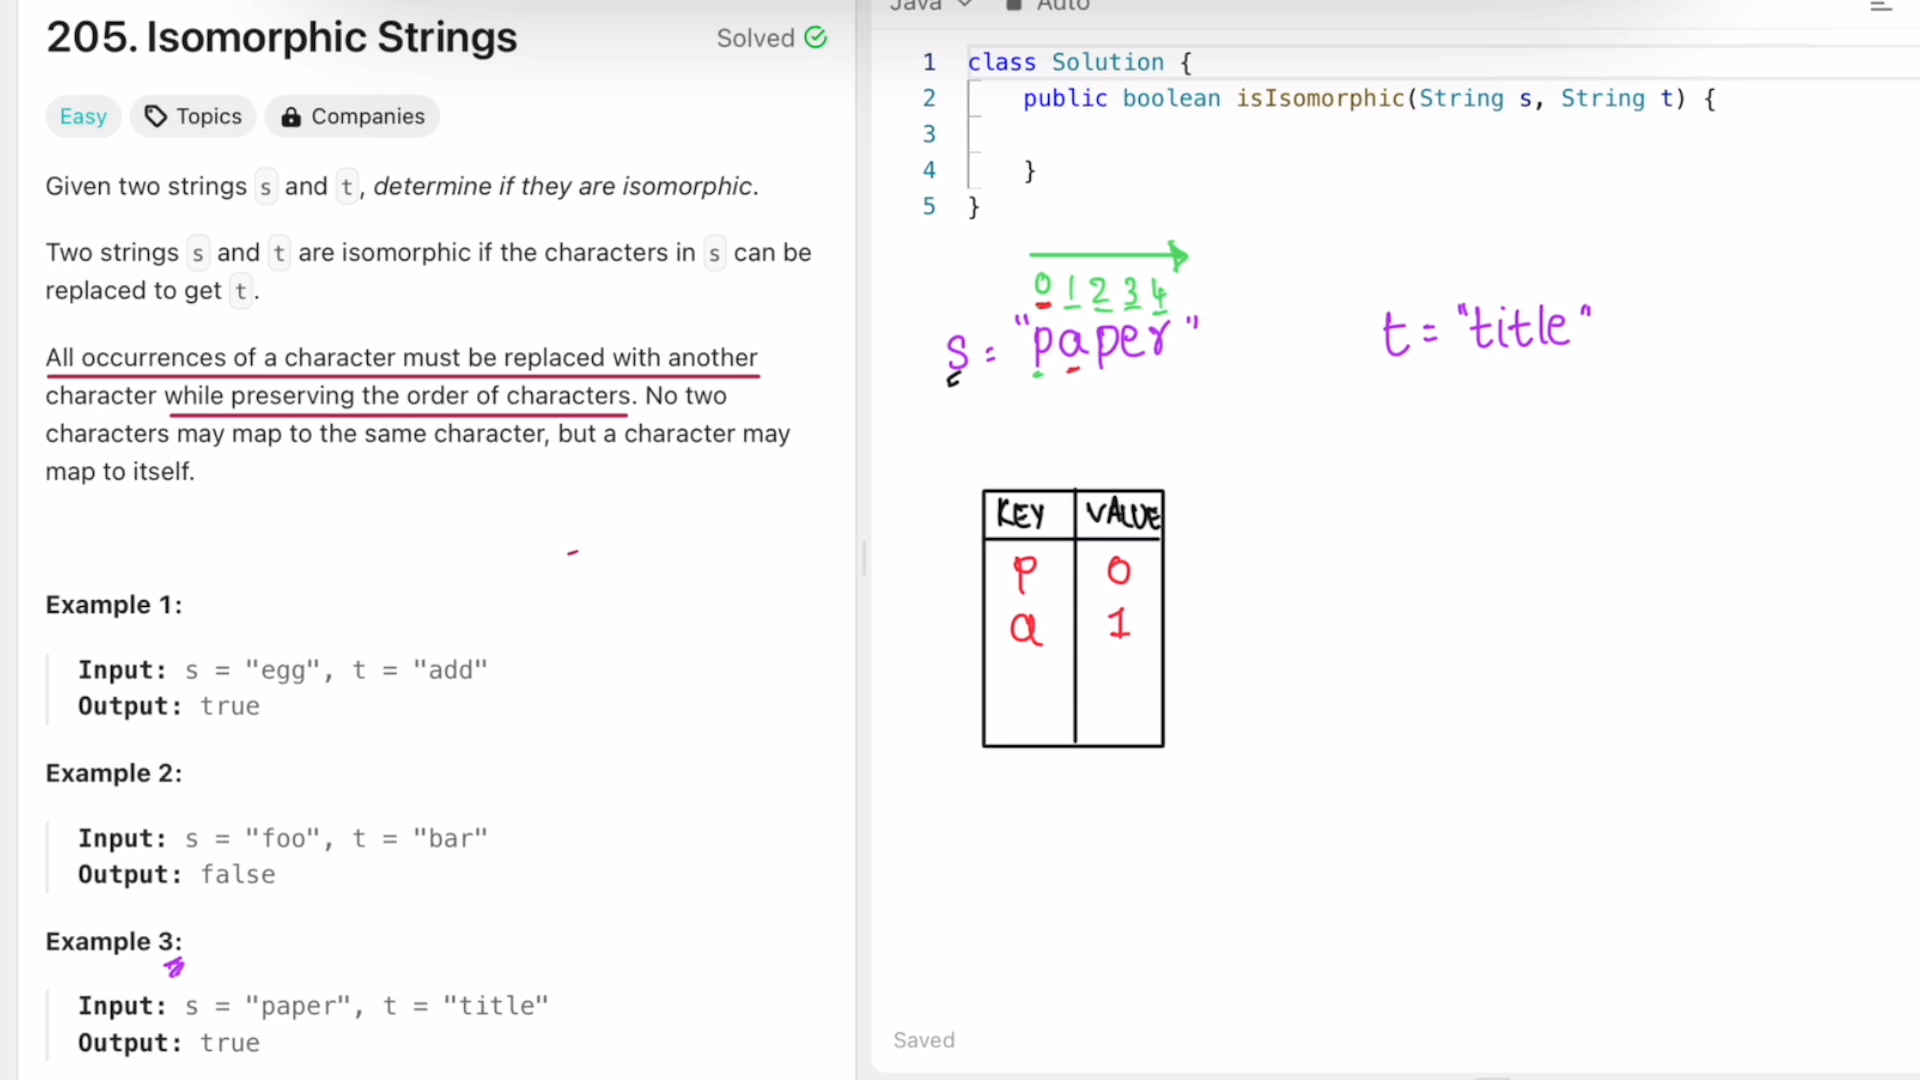 205. Isomorphic Strings
Solved
Easy Topics Companies
Given two strings s and t, determine if they are isomorphic.
Two strings s and t are isomorphic if the characters in s can be
replaced to get t.
All occurrences of a character must be replaced with another
character while preserving the order of characters. No two
characters may map to the same character, but a character may
map to itself.
Example 1:
Input: s = "egg", t = "add"
Output: true
Example 2:
Input: s = "foo", t = "bar"
Output: false
Example 3:
Input: s = "paper", t = "title"
Output: true
Java Auto
1 class Solution {
2 public boolean isIsomorphic(String s, String t) {
3
4 }
5 }
0 1 2 3 4
s = "paper" t = "title"
KEY VALUE
p 0
a 1
Saved